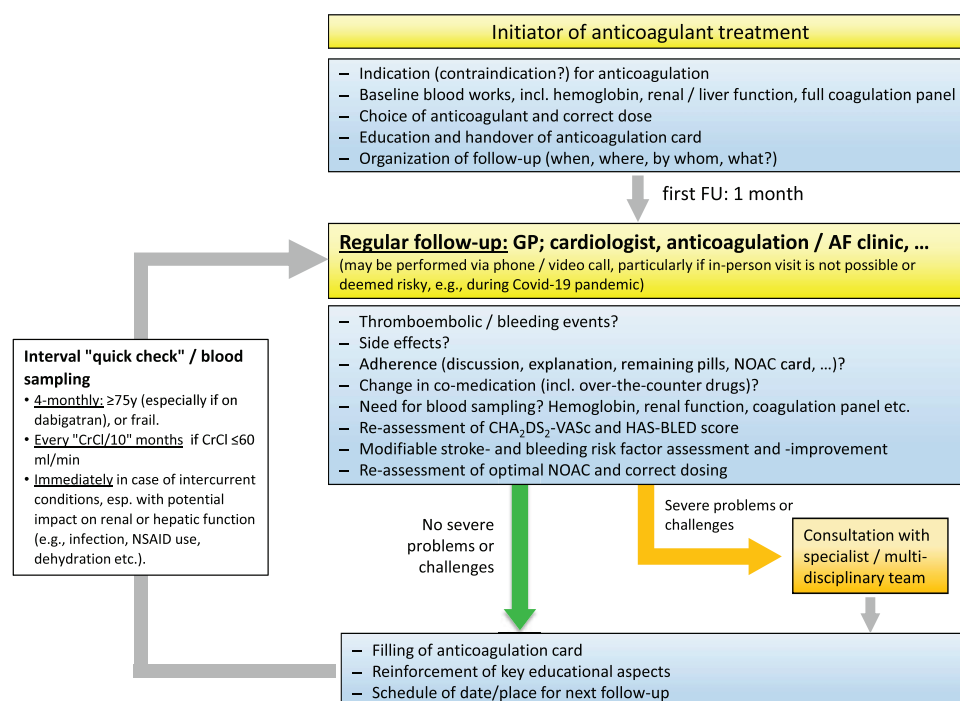 Initiator of anticoagulant treatment
– Indication (contraindication?) for anticoagulation
– Baseline blood works, incl. hemoglobin, renal / liver function, full coagulation panel
– Choice of anticoagulant and correct dose
– Education and handover of anticoagulation card
– Organization of follow-up (when, where, by whom, what?)
first FU: 1 month
Regular follow-up: GP; cardiologist, anticoagulation / AF clinic, ...
(may be performed via phone / video call, particularly if in-person visit is not possible or
deemed risky, e.g., during Covid-19 pandemic)
– Thromboembolic / bleeding events?
– Side effects?
– Adherence (discussion, explanation, remaining pills, NOAC card, ...)?
– Change in co-medication (incl. over-the-counter drugs)?
– Need for blood sampling? Hemoglobin, renal function, coagulation panel etc.
– Re-assessment of CHA₂DS₂-VASc and HAS-BLED score
– Modifiable stroke- and bleeding risk factor assessment and -improvement
– Re-assessment of optimal NOAC and correct dosing
Interval "quick check" / blood
sampling
• 4-monthly: ≥75y (especially if on
dabigatran), or frail.
• Every "CrCl/10" months if CrCl ≤60
ml/min
• Immediately in case of intercurrent
conditions, esp. with potential
impact on renal or hepatic function
(e.g., infection, NSAID use,
dehydration etc.).
No severe
problems or
challenges
Severe problems or
challenges
Consultation with
specialist / multi-
disciplinary team
– Filling of anticoagulation card
– Reinforcement of key educational aspects
– Schedule of date/place for next follow-up